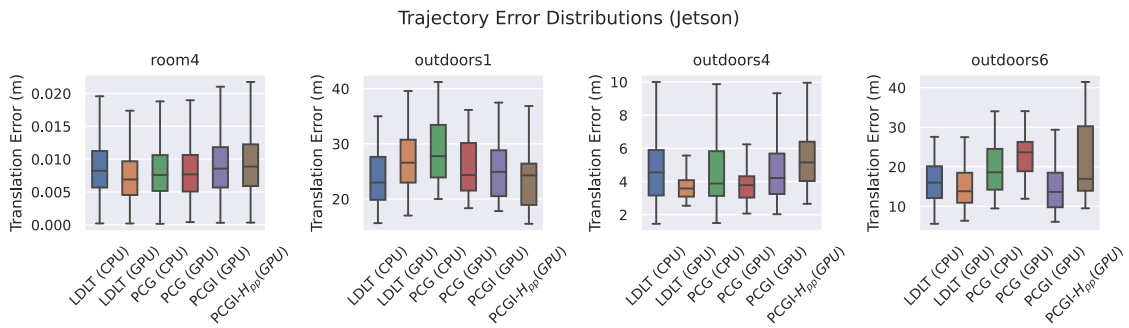 Trajectory Error Distributions (Jetson)
room4
Translation Error (m)
0.020
0.015
0.010
0.005
0.000
LDLT (CPU)
LDLT (GPU)
PCG (CPU)
PCG (GPU)
PCGI (GPU)
PCGI-H_pp(GPU)
outdoors1
Translation Error (m)
40
30
20
LDLT (CPU)
LDLT (GPU)
PCG (CPU)
PCG (GPU)
PCGI (GPU)
PCGI-H_pp(GPU)
outdoors4
Translation Error (m)
10
8
6
4
2
LDLT (CPU)
LDLT (GPU)
PCG (CPU)
PCG (GPU)
PCGI (GPU)
PCGI-H_pp(GPU)
outdoors6
Translation Error (m)
40
30
20
10
LDLT (CPU)
LDLT (GPU)
PCG (CPU)
PCG (GPU)
PCGI (GPU)
PCGI-H_pp(GPU)